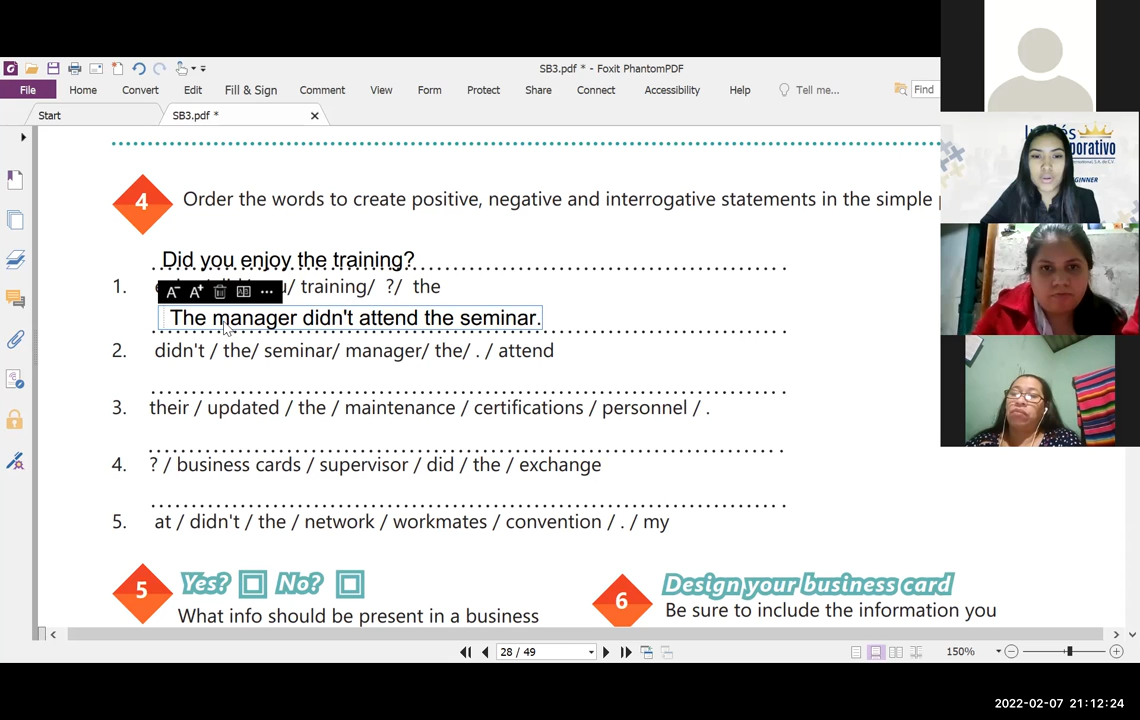 SB3.pdf * - Foxit PhantomPDF
File Home Convert Edit Fill & Sign Comment View Form Protect Share Connect Accessibility Help Tell me... Find
Start SB3.pdf *
4 Order the words to create positive, negative and interrogative statements in the simple
Did you enjoy the training?
1. / training/ ?/ the
The manager didn't attend the seminar.
2. didn't / the/ seminar/ manager/ the/ . / attend
3. their / updated / the / maintenance / certifications / personnel / .
4. ? / business cards / supervisor / did / the / exchange
5. at / didn't / the / network / workmates / convention / . / my
5 Yes? No?
What info should be present in a business
6 Design your business card
Be sure to include the information you
28 / 49
150%
2022-02-07 21:12:24